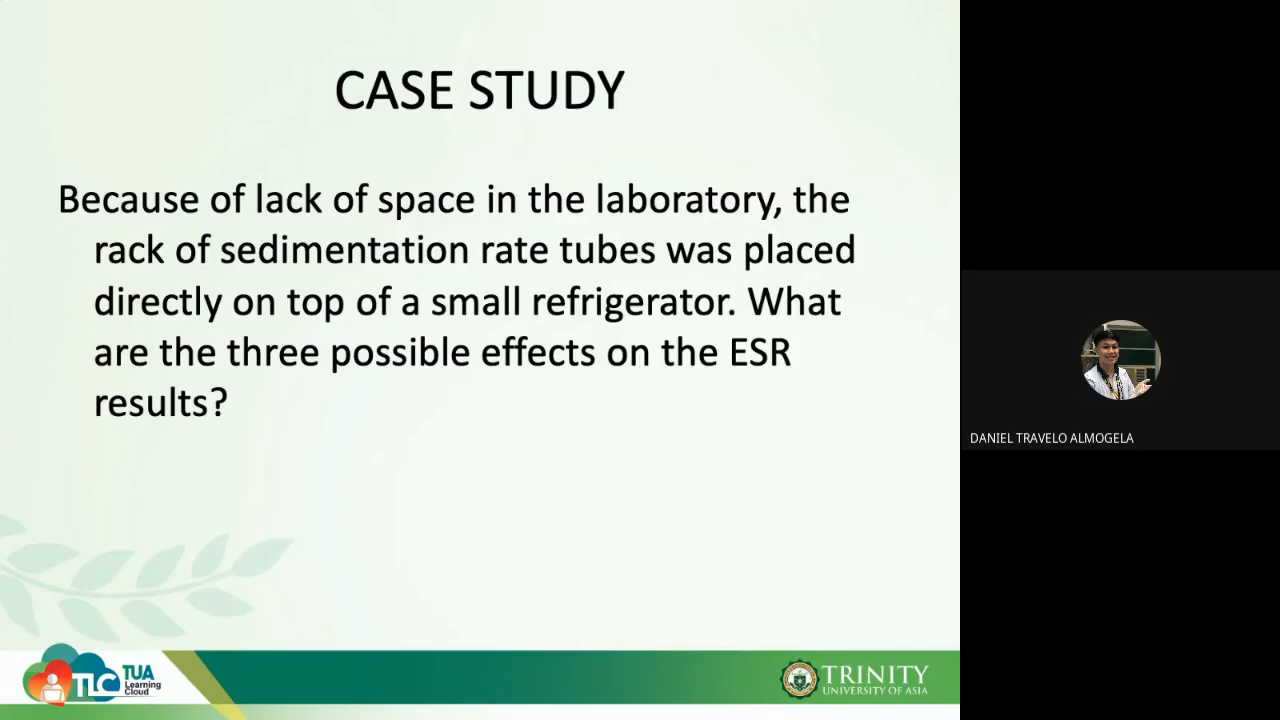 CASE STUDY
Because of lack of space in the laboratory, the
rack of sedimentation rate tubes was placed
directly on top of a small refrigerator. What
are the three possible effects on the ESR
results?
DANIEL TRAVELO ALMOGELA
TLC
TUA
Learning
Cloud
TRINITY
UNIVERSITY OF ASIA